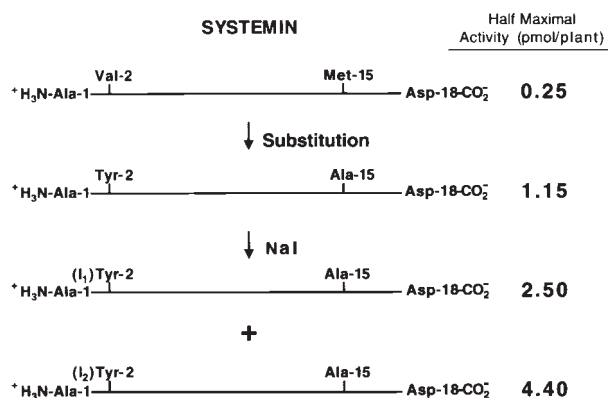 SYSTEMIN
Half Maximal
Activity (pmol/plant)
Val-2 Met-15
⁺H₃N-Ala-1 Asp-18-CO₂⁻ 0.25
Substitution
Tyr-2 Ala-15
⁺H₃N-Ala-1 Asp-18-CO₂⁻ 1.15
NaI
(I₁)Tyr-2 Ala-15
⁺H₃N-Ala-1 Asp-18-CO₂⁻ 2.50
+
(I₂)Tyr-2 Ala-15
⁺H₃N-Ala-1 Asp-18-CO₂⁻ 4.40